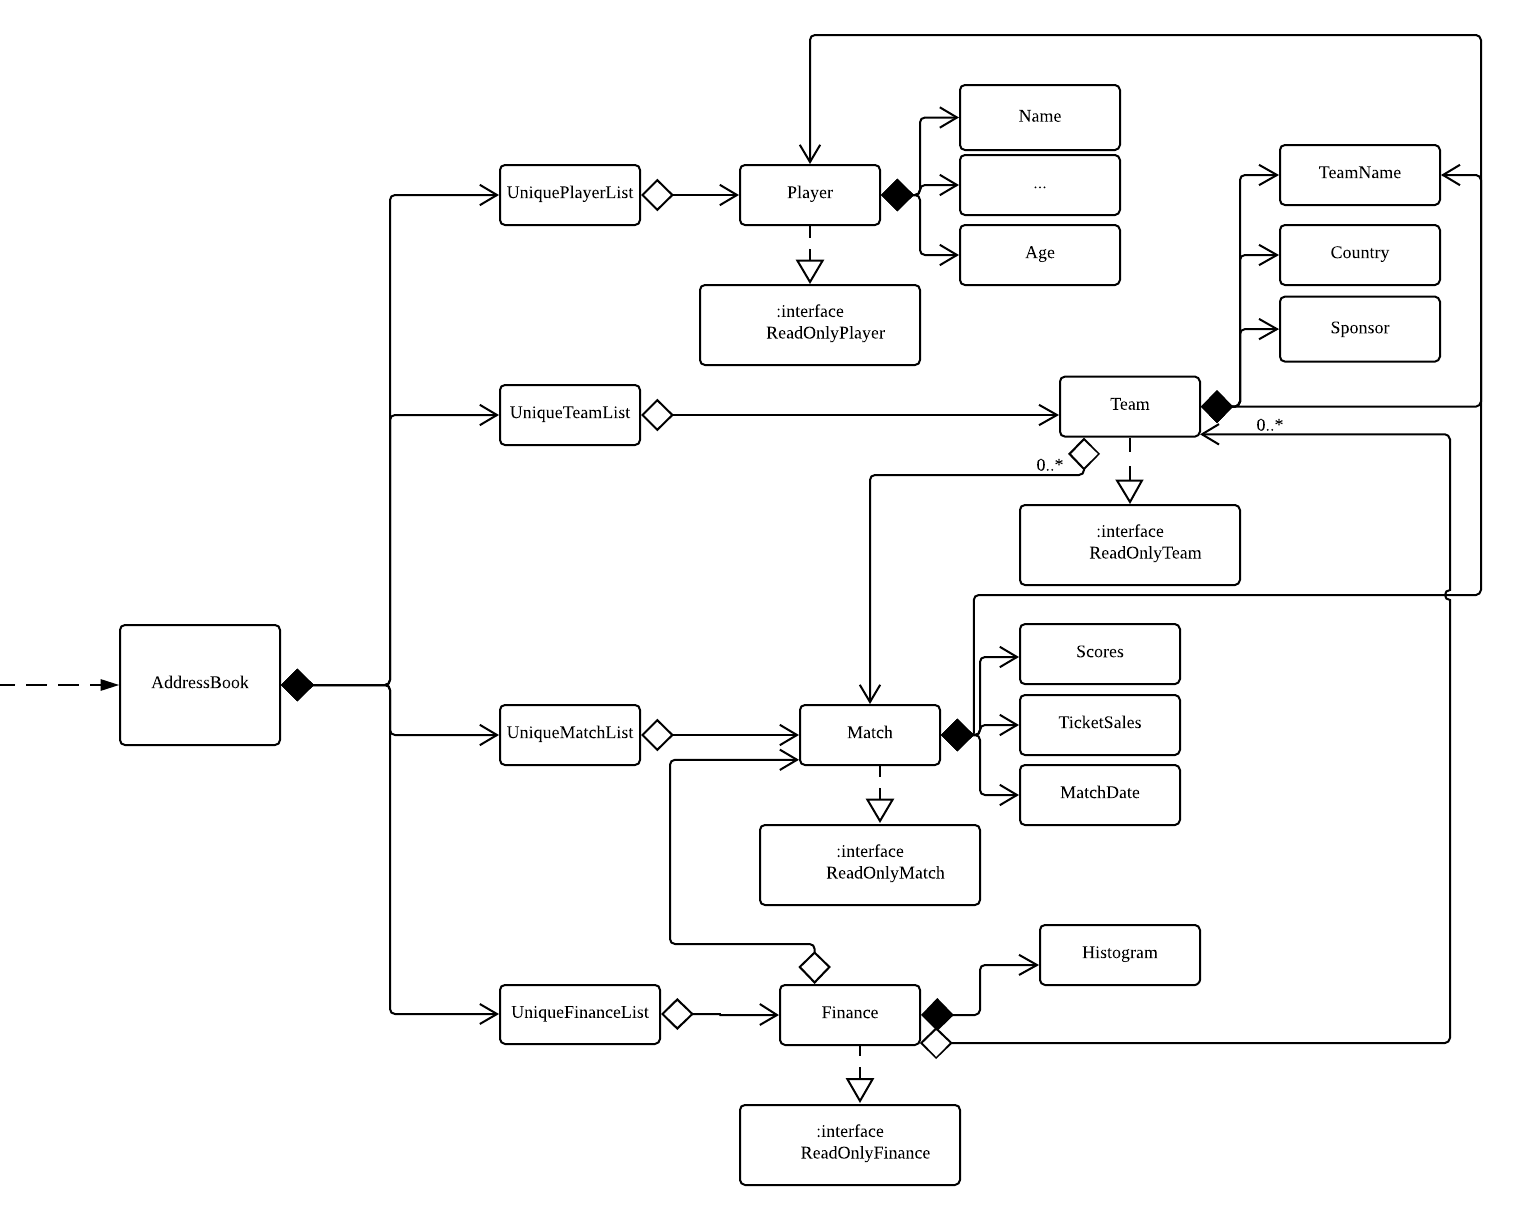 Name
TeamName
UniquePlayerList
Player
...
Age
Country
:interface
ReadOnlyPlayer
Sponsor
UniqueTeamList
Team
0..*
0..*
:interface
ReadOnlyTeam
AddressBook
Scores
UniqueMatchList
Match
TicketSales
MatchDate
:interface
ReadOnlyMatch
Histogram
UniqueFinanceList
Finance
:interface
ReadOnlyFinance